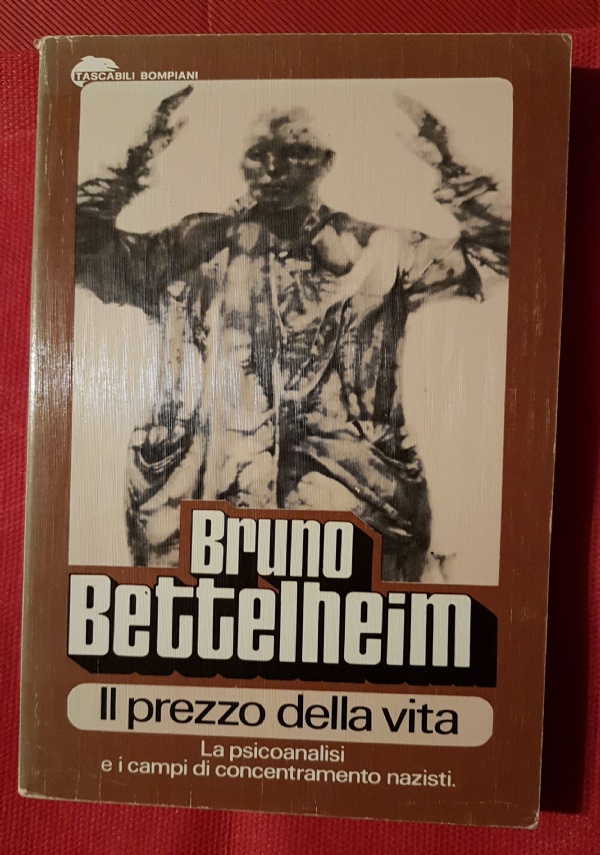 TASCABILI BOMPIANI
Bruno
Bettelheim
Il prezzo della vita
La psicoanalisi
e i campi di concentramento nazisti.